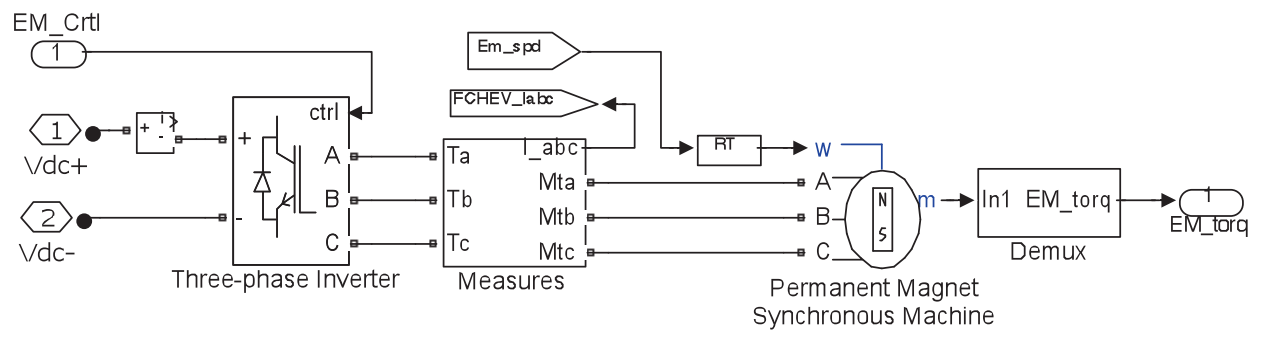 EM_Crtl
1
Em_spd
FCHEV_Iabc
1
Vdc+
+ i -
2
Vdc-
+
-
ctrl
A
B
C
Three-phase Inverter
Ta
Tb
Tc
I_abc
Mta
Mtb
Mtc
Measures
RT
w
A
B
C
N
S
m
Permanent Magnet
Synchronous Machine
In1 EM_torq
Demux
1
EM_torq